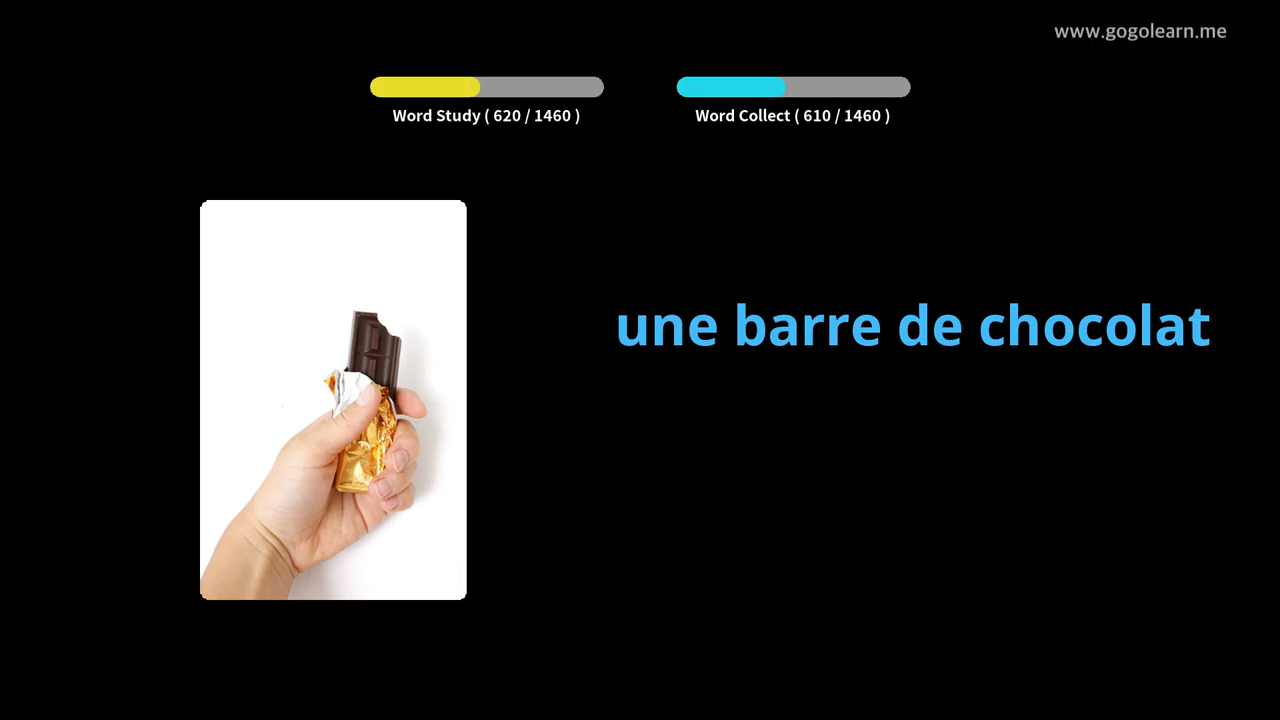 www.gogolearn.me
Word Study ( 620 / 1460 )
Word Collect ( 610 / 1460 )
une barre de chocolat